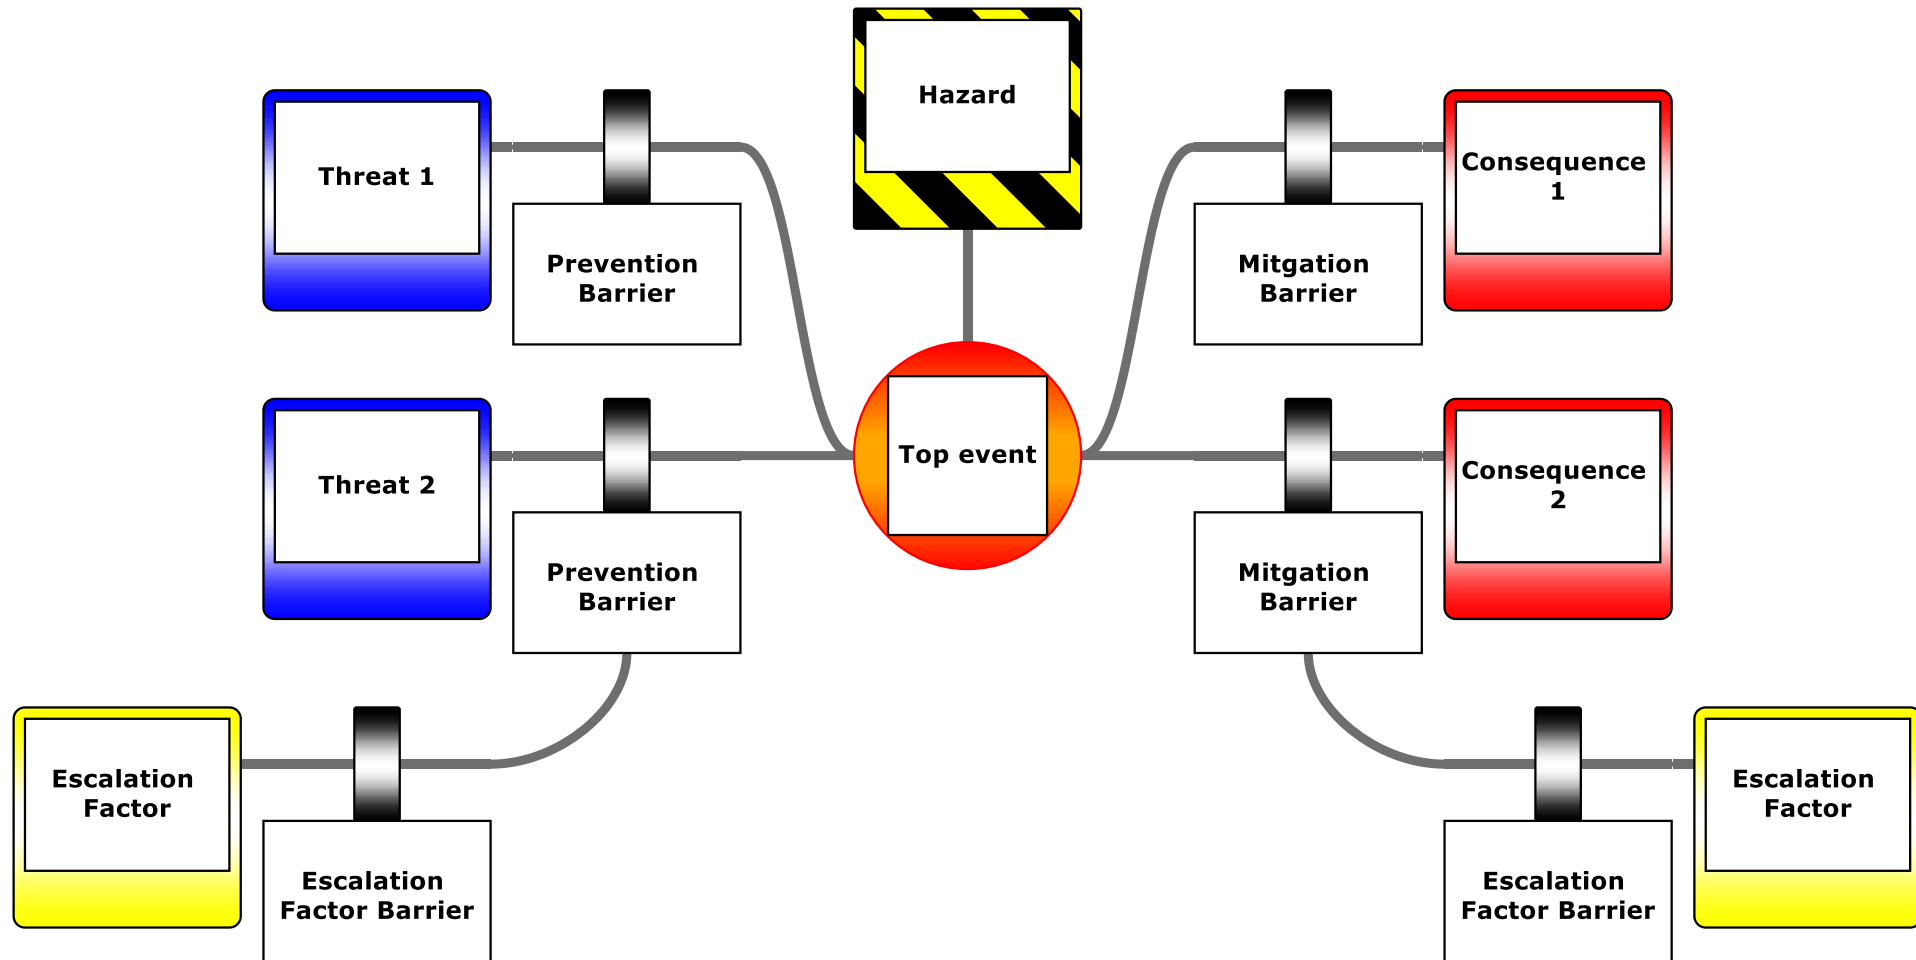 Hazard
Threat 1
Prevention
Barrier
Mitgation
Barrier
Consequence
1
Top event
Threat 2
Prevention
Barrier
Mitgation
Barrier
Consequence
2
Escalation
Factor
Escalation
Factor Barrier
Escalation
Factor Barrier
Escalation
Factor